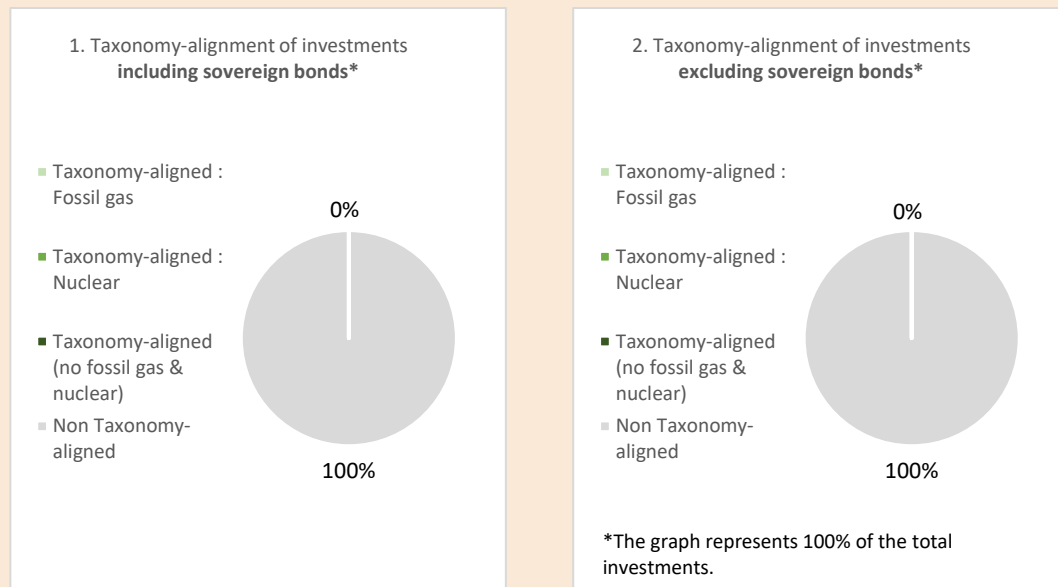 1. Taxonomy-alignment of investments
including sovereign bonds*
Taxonomy-aligned :
Fossil gas
Taxonomy-aligned :
Nuclear
Taxonomy-aligned
(no fossil gas &
nuclear)
Non Taxonomy-
aligned
0%
100%
2. Taxonomy-alignment of investments
excluding sovereign bonds*
Taxonomy-aligned :
Fossil gas
Taxonomy-aligned :
Nuclear
Taxonomy-aligned
(no fossil gas &
nuclear)
Non Taxonomy-
aligned
0%
100%
*The graph represents 100% of the total
investments.